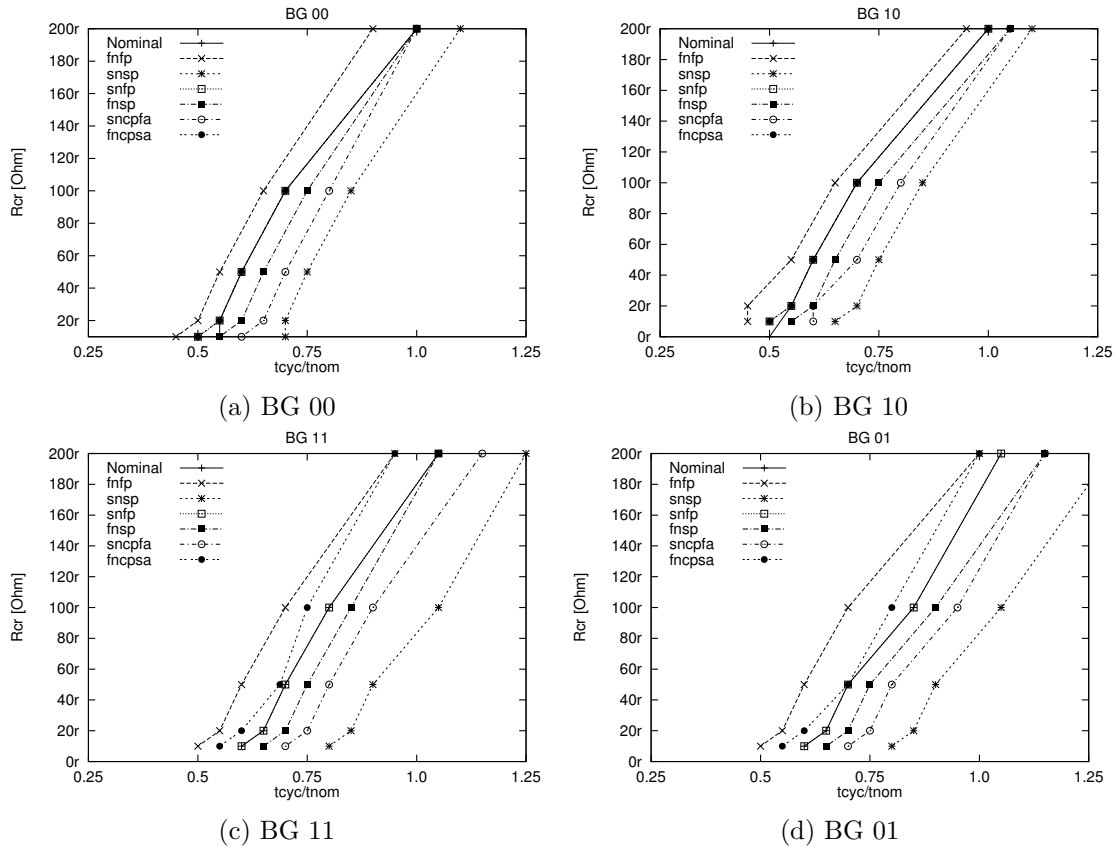 BG 00
200r
180r
160r
140r
120r
100r
80r
60r
40r
20r
Rcr [Ohm]
Nominal
fnfp
snsp
snfp
fnsp
sncpfa
fncpsa
0.25 0.5 0.75 1.0 1.25
tcyc/tnom
(a) BG 00
BG 10
200r
180r
160r
140r
120r
100r
80r
60r
40r
20r
0r
Rcr [Ohm]
Nominal
fnfp
snsp
snfp
fnsp
sncpfa
fncpsa
0.25 0.5 0.75 1.0 1.25
tcyc/tnom
(b) BG 10
BG 11
200r
180r
160r
140r
120r
100r
80r
60r
40r
20r
0r
Rcr [Ohm]
Nominal
fnfp
snsp
snfp
fnsp
sncpfa
fncpsa
0.25 0.5 0.75 1.0 1.25
tcyc/tnom
(c) BG 11
BG 01
200r
180r
160r
140r
120r
100r
80r
60r
40r
20r
0r
Rcr [Ohm]
Nominal
fnfp
snsp
snfp
fnsp
sncpfa
fncpsa
0.25 0.5 0.75 1.0 1.25
tcyc/tnom
(d) BG 01